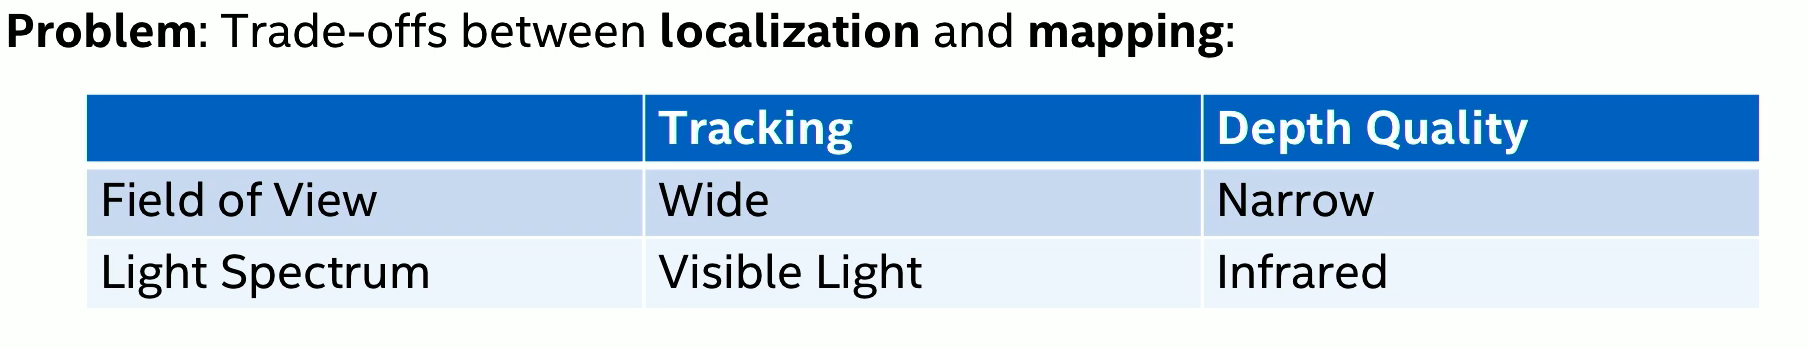 Problem: Trade-offs between localization and mapping:
Tracking Depth Quality
Field of View Wide Narrow
Light Spectrum Visible Light Infrared